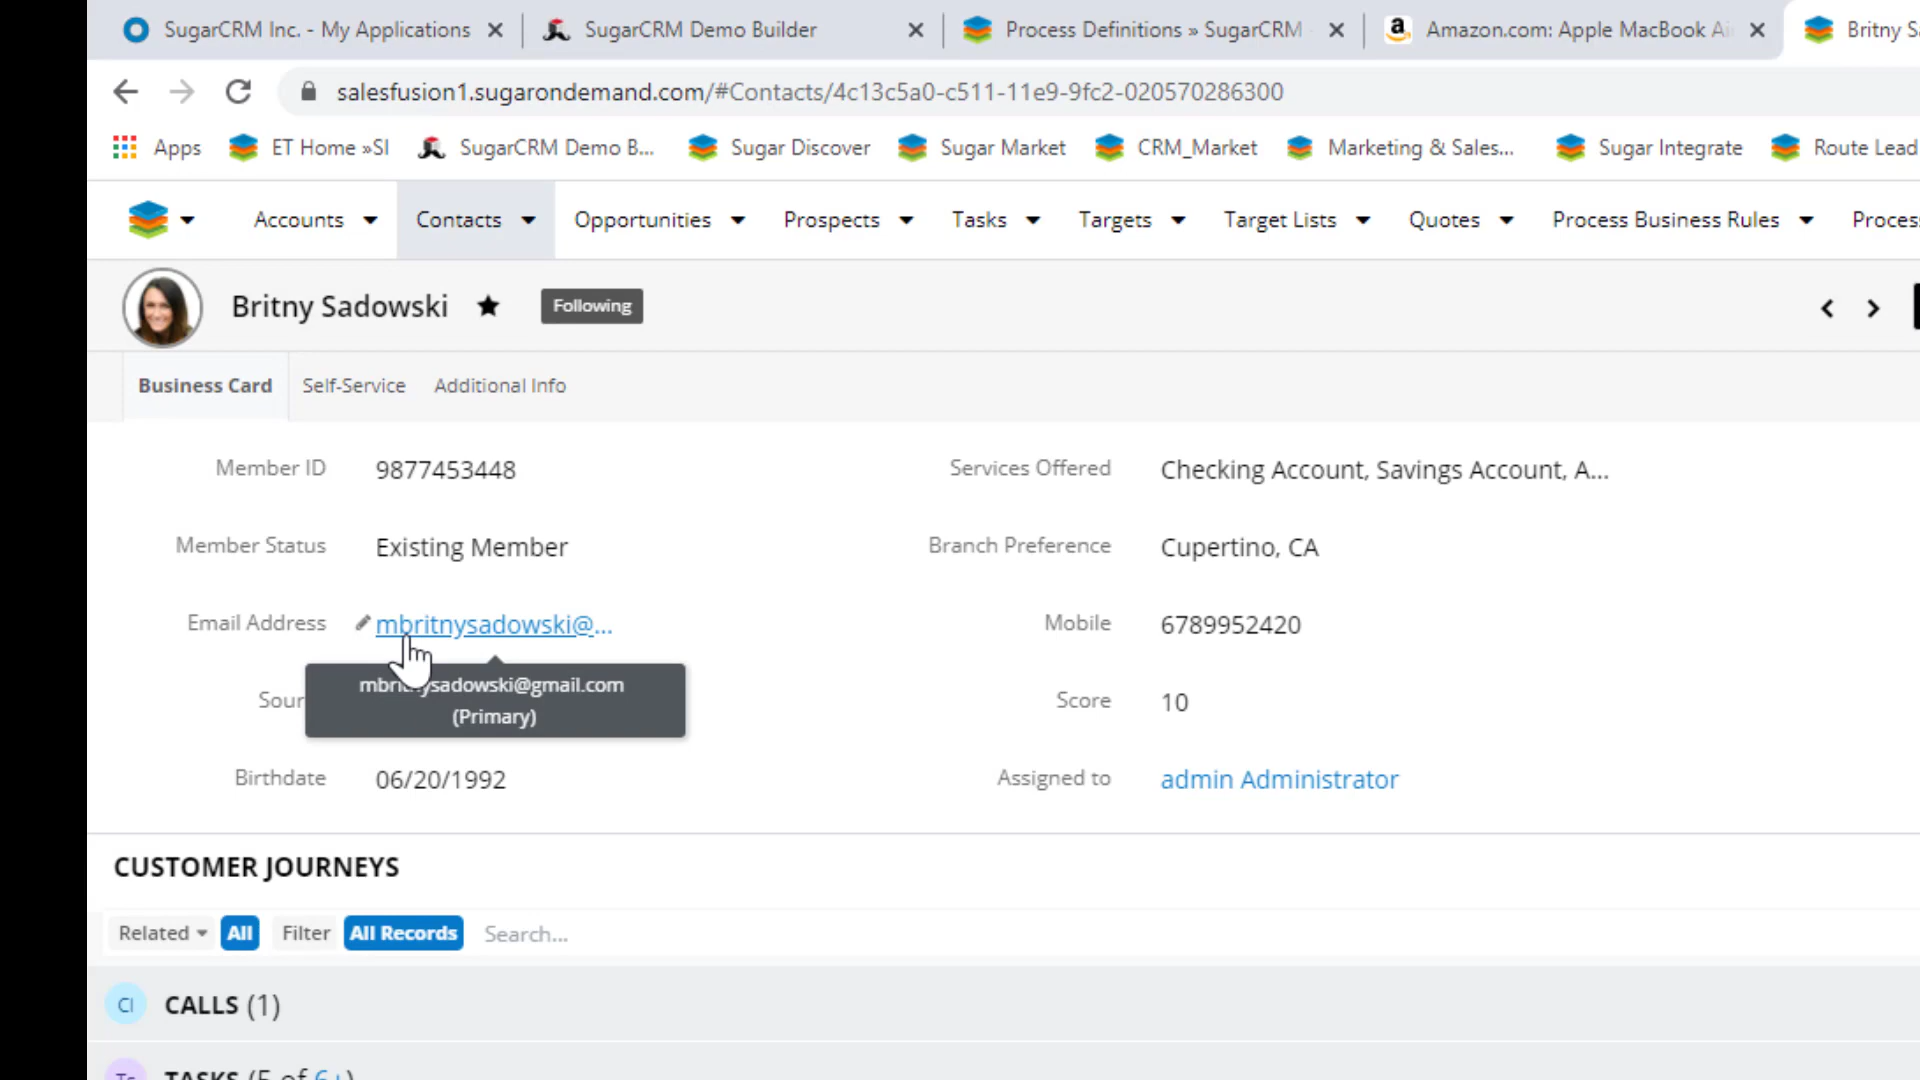 SugarCRM Inc. - My Applications
SugarCRM Demo Builder
Process Definitions » SugarCRM
Amazon.com: Apple MacBook Ai
Britny S
salesfusion1.sugarondemand.com/#Contacts/4c13c5a0-c511-11e9-9fc2-020570286300
Apps
ET Home »SI
SugarCRM Demo B...
Sugar Discover
Sugar Market
CRM_Market
Marketing & Sales...
Sugar Integrate
Route Lead
Accounts
Contacts
Opportunities
Prospects
Tasks
Targets
Target Lists
Quotes
Process Business Rules
Proces
Britny Sadowski
Following
Business Card
Self-Service
Additional Info
Member ID 9877453448
Services Offered Checking Account, Savings Account, A...
Member Status Existing Member
Branch Preference Cupertino, CA
Email Address mbritnysadowski@...
Mobile 6789952420
mbritnysadowski@gmail.com
(Primary)
Sour
Score 10
Birthdate 06/20/1992
Assigned to admin Administrator
CUSTOMER JOURNEYS
Related All Filter All Records Search...
CI CALLS (1)
Ts TASKS (5 of 6+)